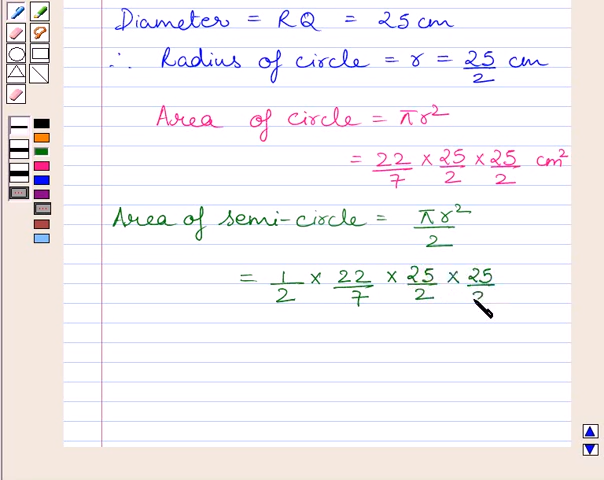 Diameter = RQ = 25 cm
∴ Radius of circle = r = 25/2 cm
Area of circle = πr²
= 22/7 × 25/2 × 25/2 cm²
Area of semi-circle = πr²/2
= 1/2 × 22/7 × 25/2 × 25/2